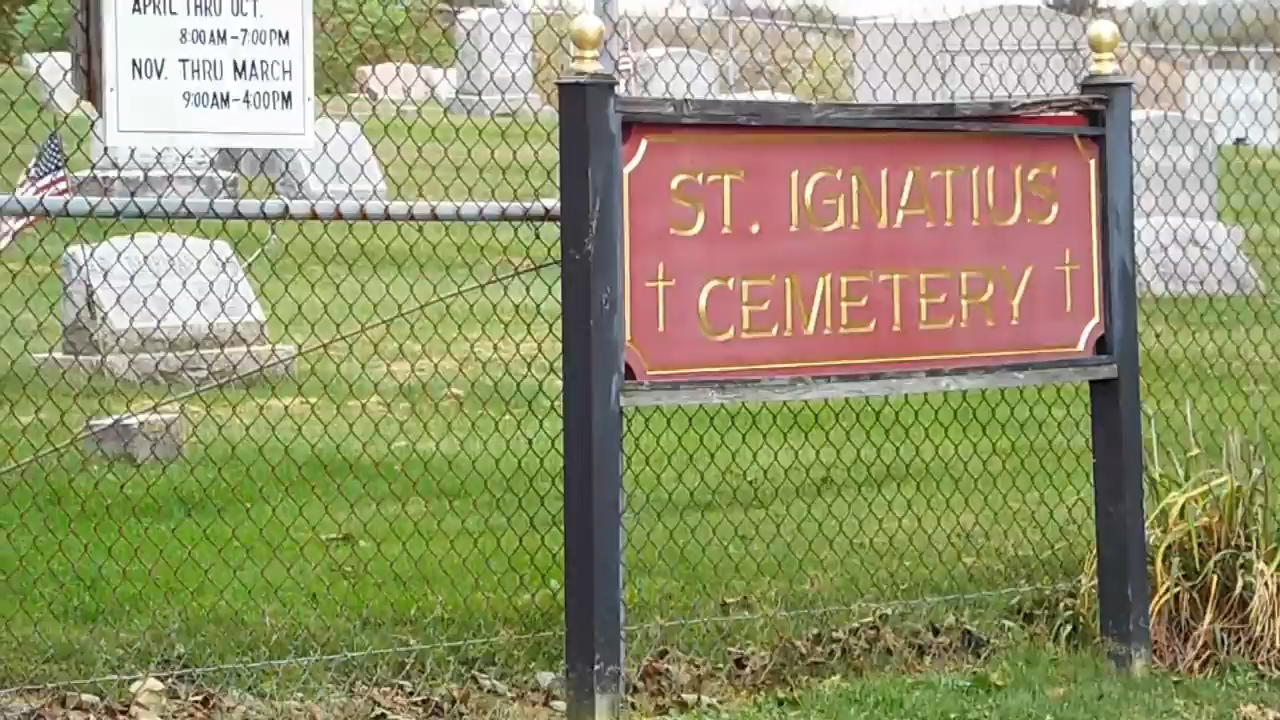 APRIL THRU OCT.
8:00AM-7:00PM
NOV. THRU MARCH
9:00AM-4:00PM
ST. IGNATIUS
CEMETERY